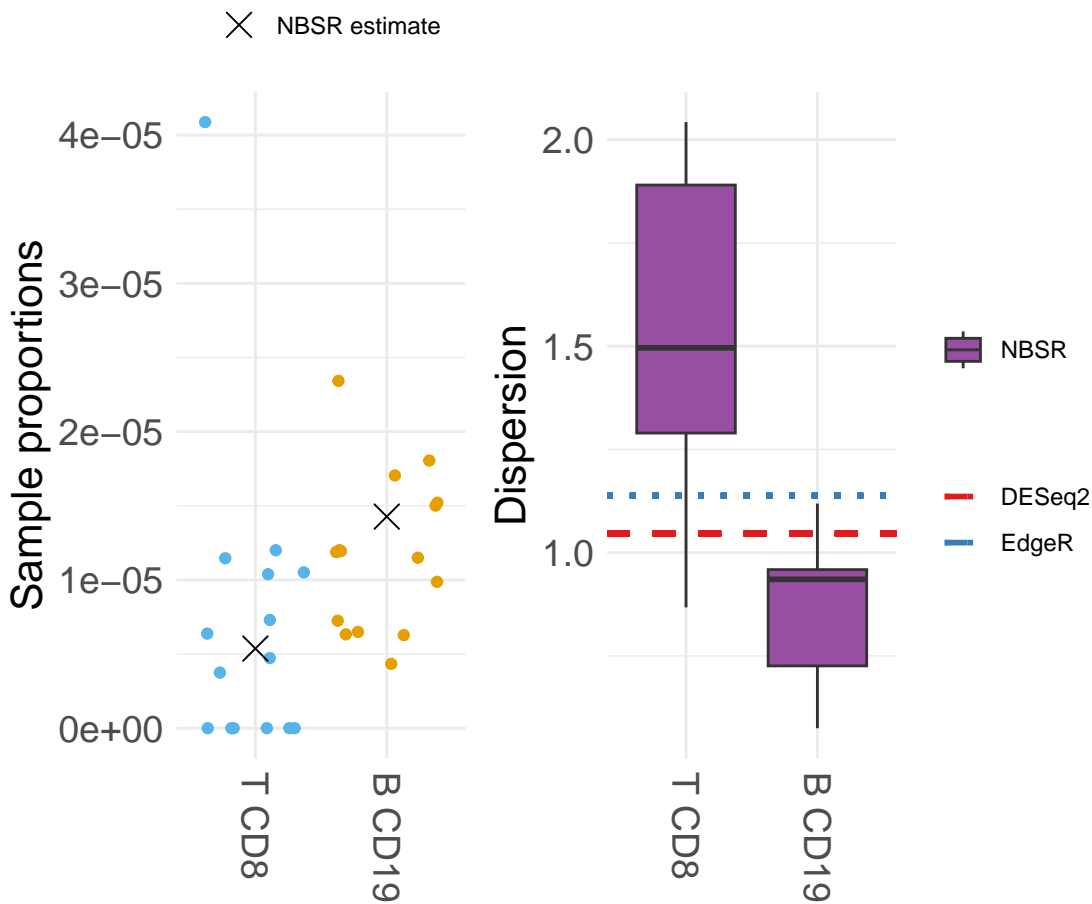 NBSR estimate
Sample proportions
4e−05
3e−05
2e−05
1e−05
0e+00
T CD8
B CD19
Dispersion
2.0
1.5
1.0
T CD8
B CD19
NBSR
DESeq2
EdgeR